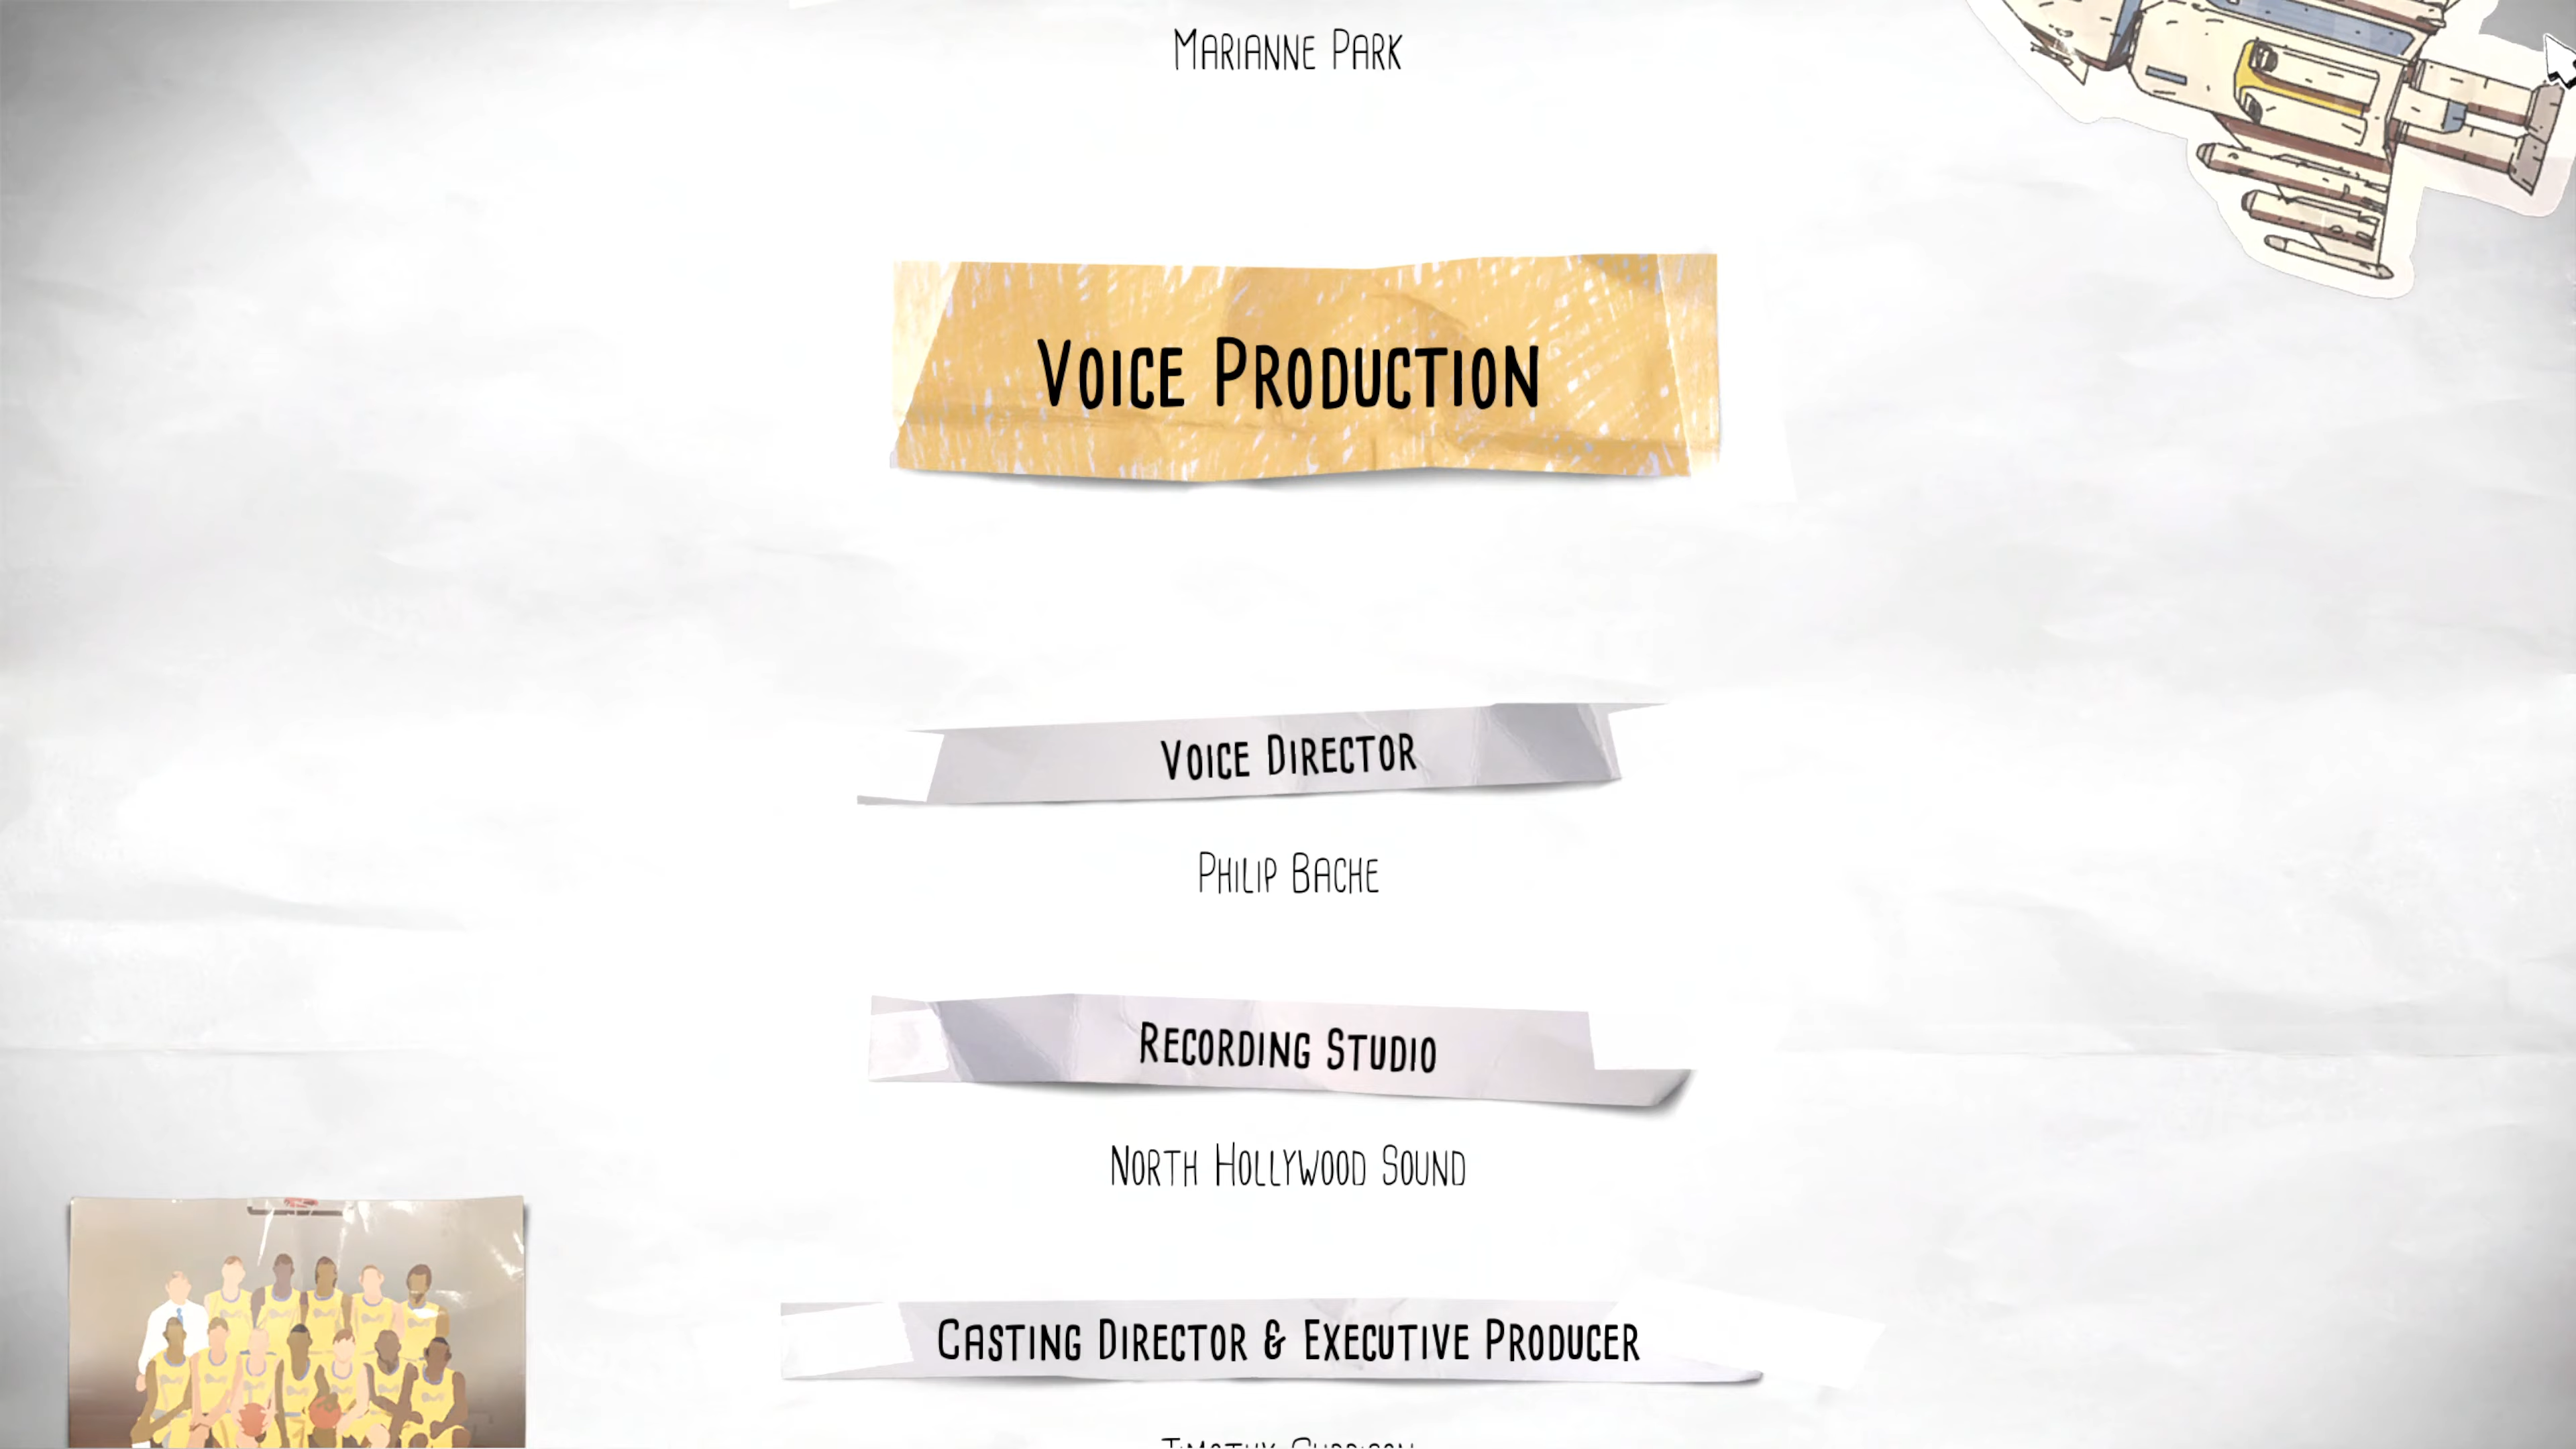 Marianne Park
Voice Production
Voice Director
Philip Bache
Recording Studio
North Hollywood Sound
Casting Director & Executive Producer